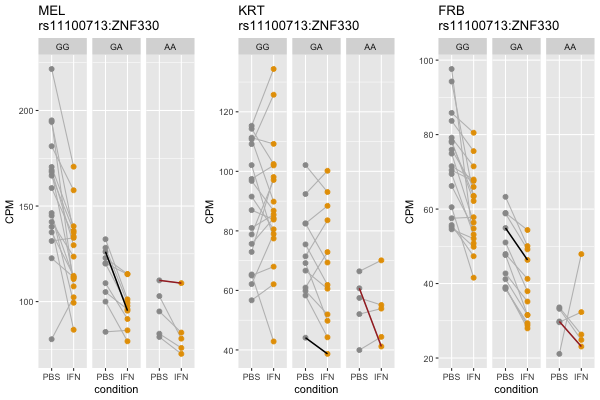 MEL
rs11100713:ZNF330
GG
GA
AA
CPM
200
150
100
PBS IFN PBS IFN PBS IFN
condition
KRT
rs11100713:ZNF330
GG
GA
AA
CPM
120
100
80
60
40
PBS IFN PBS IFN PBS IFN
condition
FRB
rs11100713:ZNF330
GG
GA
AA
CPM
100
80
60
40
20
PBS IFN PBS IFN PBS IFN
condition